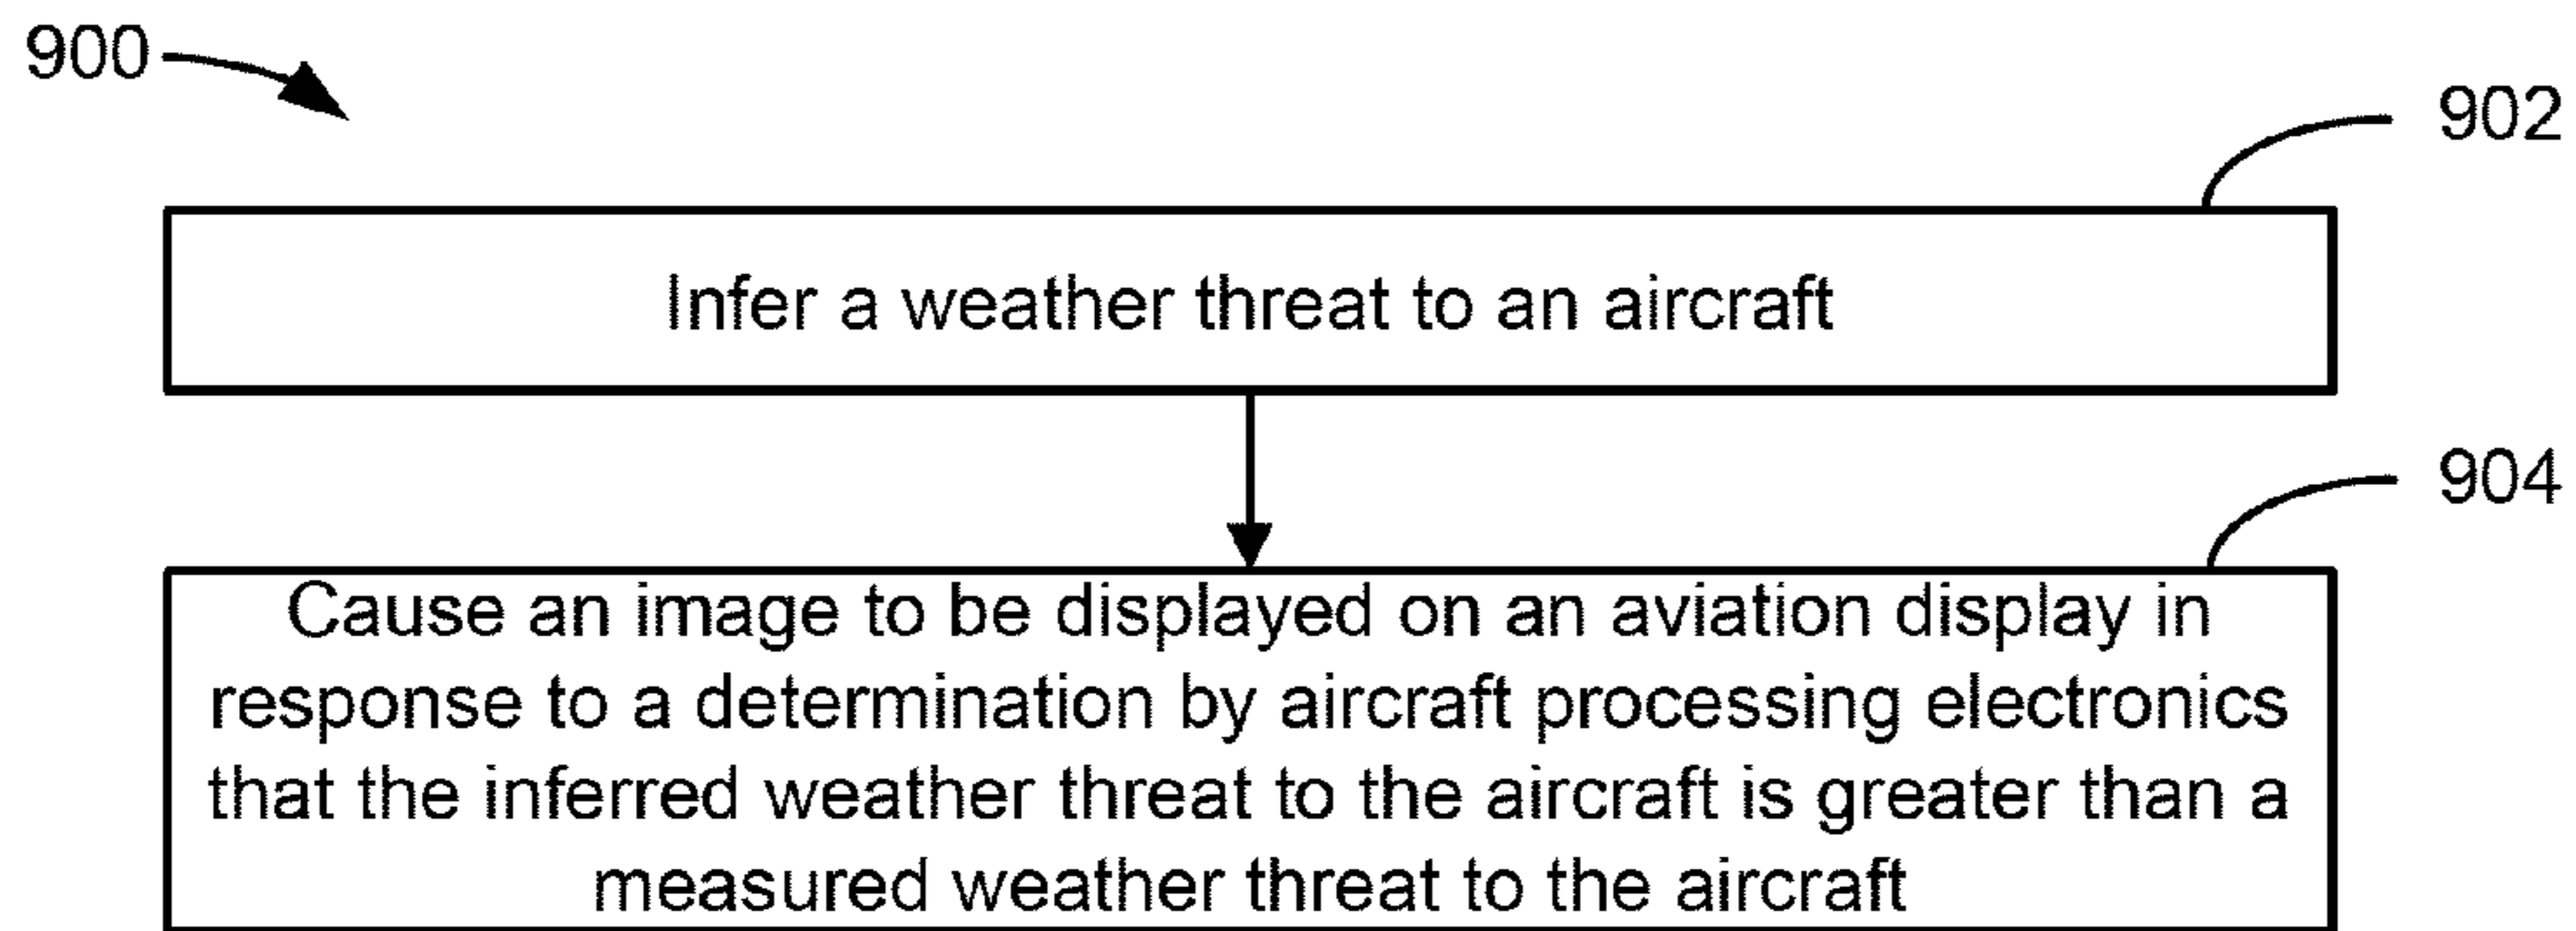 900
902
Infer a weather threat to an aircraft
904
Cause an image to be displayed on an aviation display in
response to a determination by aircraft processing electronics
that the inferred weather threat to the aircraft is greater than a
measured weather threat to the aircraft